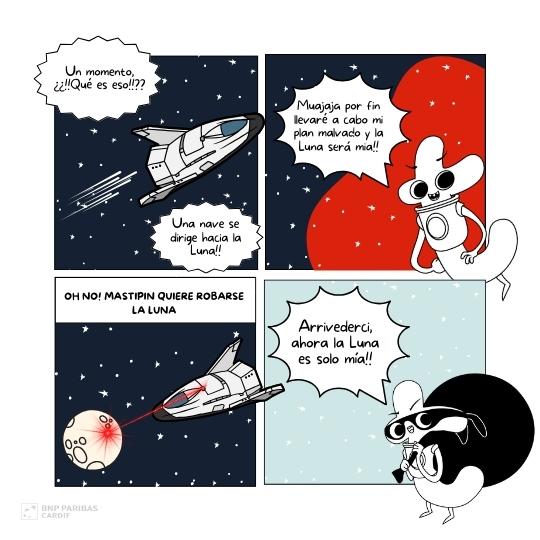 Un momento,
¿¿!!Qué es eso!!??
Una nave se
dirige hacia la
Luna!!
Muajaja por fin
llevaré a cabo mi
plan malvado y la
Luna será mia!!
OH NO! MASTIPIN QUIERE ROBARSE
LA LUNA
Arrivederci,
ahora la Luna
es solo mía!!
BNP PARIBAS
CARDIF